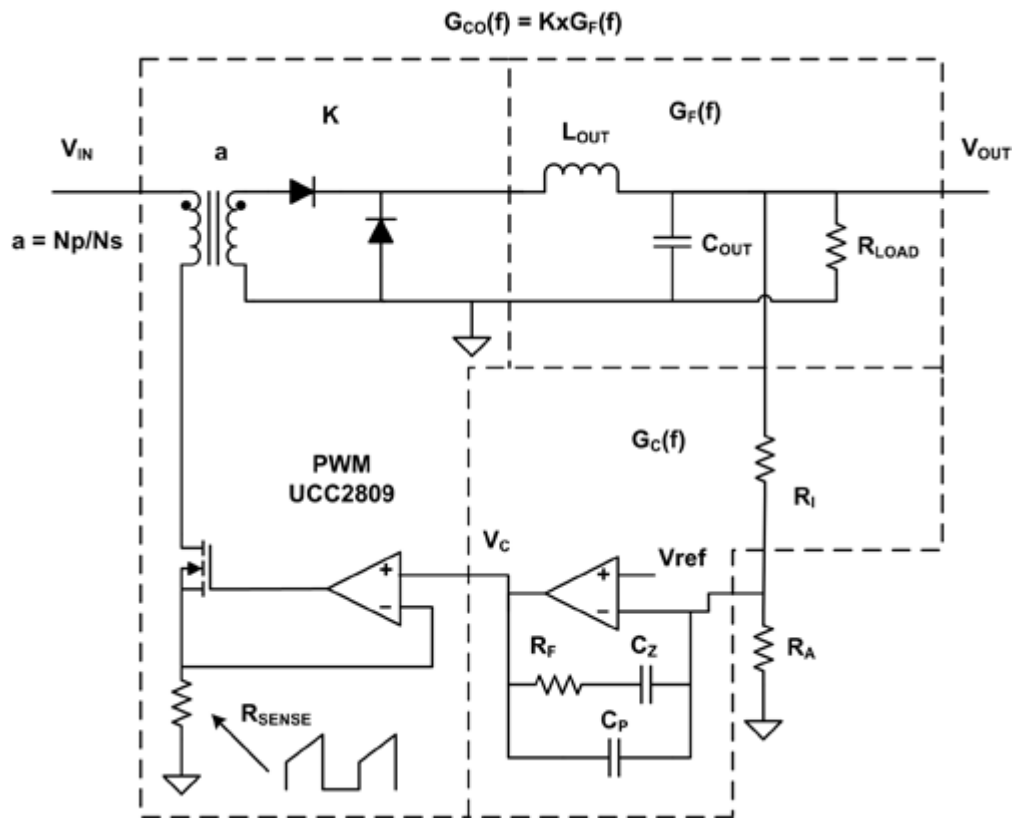 G_CO(f) = KxG_F(f)
K
G_F(f)
V_IN
a
L_OUT
V_OUT
a = Np/Ns
C_OUT
R_LOAD
G_C(f)
PWM
UCC2809
R_I
V_C
Vref
+
−
+
−
R_F
C_Z
R_A
C_P
R_SENSE